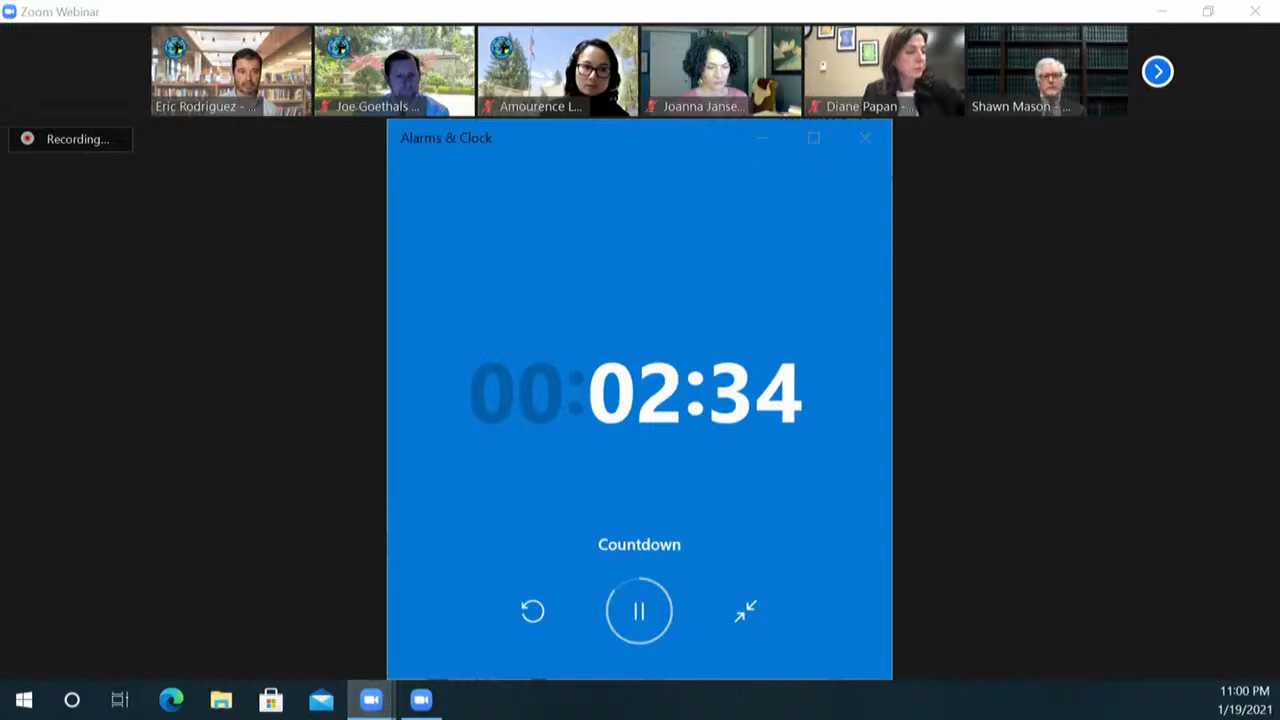 Zoom Webinar
Eric Rodriguez - ...
Joe Goethals ...
Amourence L...
Joanna Janse...
Diane Papan -...
Shawn Mason - ...
Recording...
Alarms & Clock
00:02:34
Countdown
11:00 PM
1/19/2021